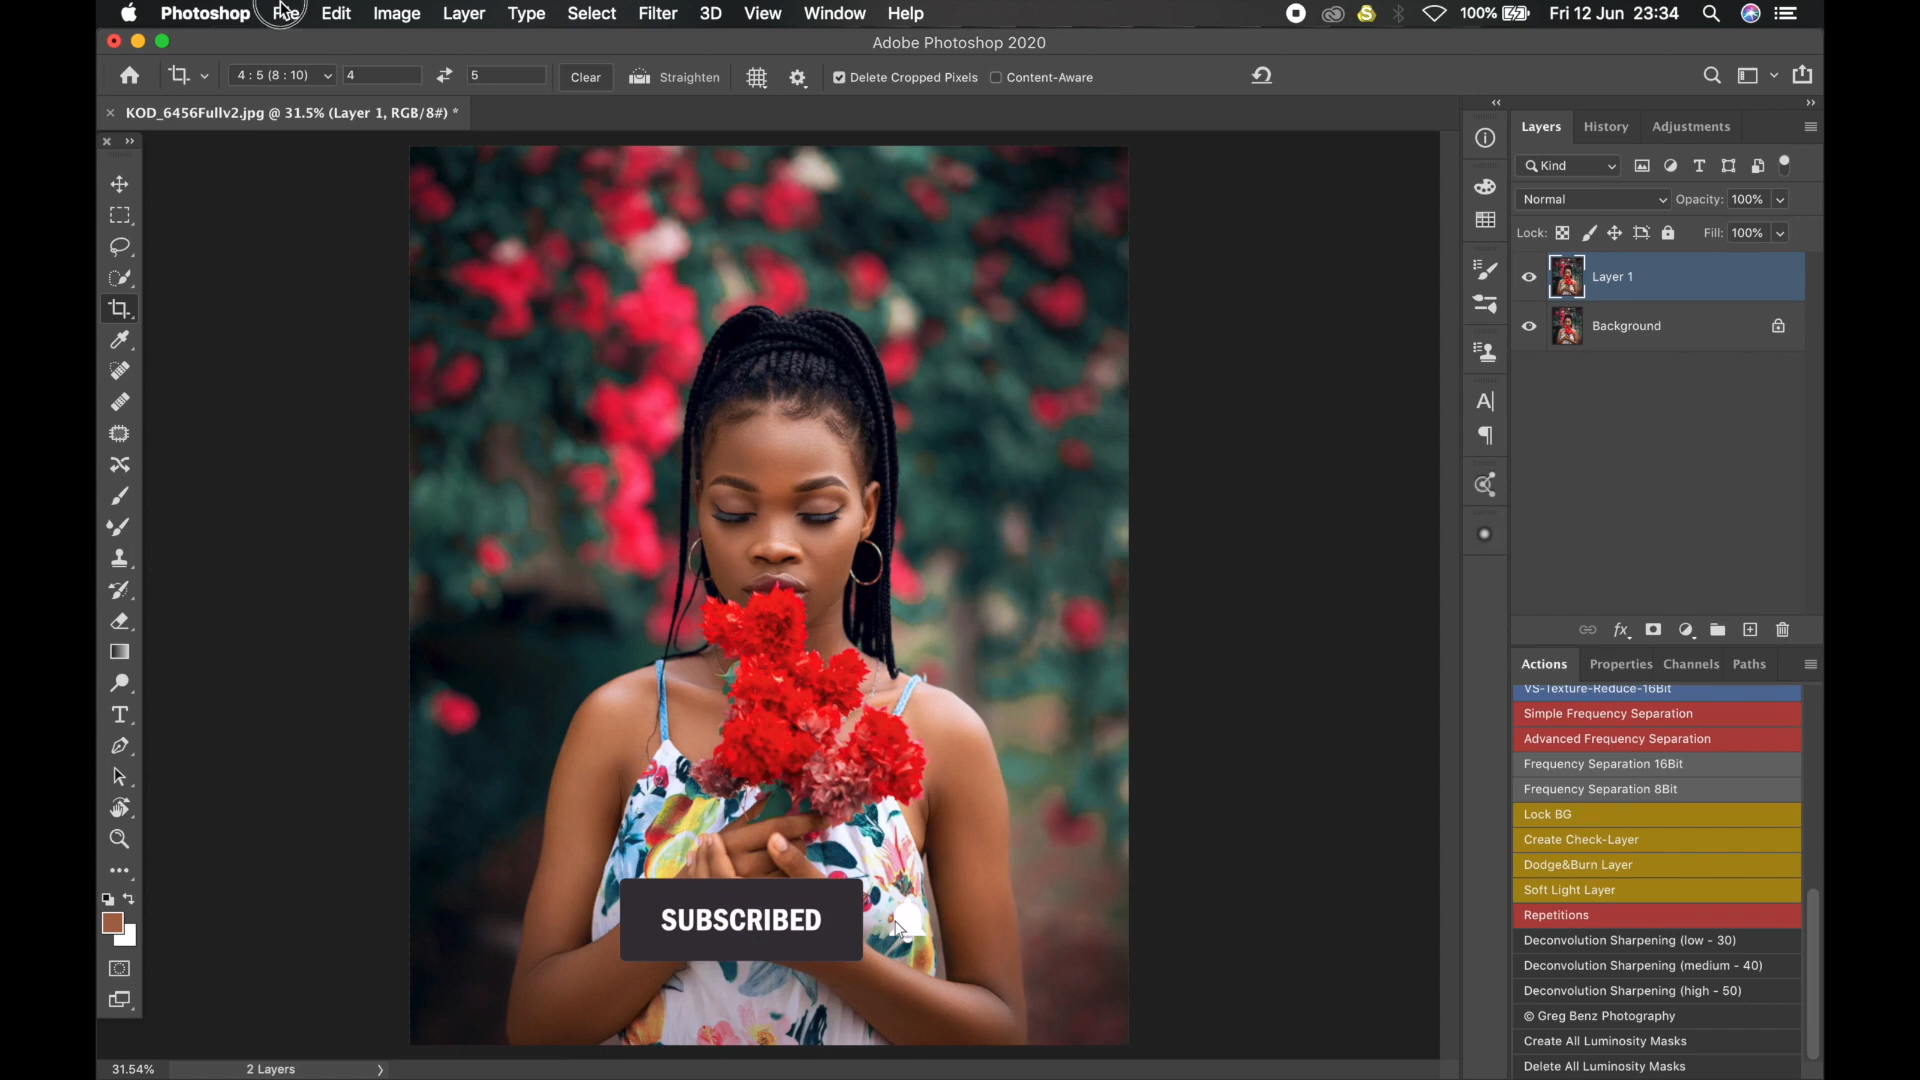 Photoshop File Edit Image Layer Type Select Filter 3D View Window Help 100% Fri 12 Jun 23:34
Adobe Photoshop 2020
4 : 5 (8 : 10) 4 5 Clear Straighten Delete Cropped Pixels Content-Aware
KOD_6456Fullv2.jpg @ 31.5% (Layer 1, RGB/8#) *
Layers History Adjustments
Kind
Normal Opacity: 100%
Lock: Fill: 100%
Layer 1
Background
Actions Properties Channels Paths
VS-Texture-Reduce-16Bit
Simple Frequency Separation
Advanced Frequency Separation
Frequency Separation 16Bit
Frequency Separation 8Bit
Lock BG
Create Check-Layer
Dodge&Burn Layer
Soft Light Layer
Repetitions
Deconvolution Sharpening (low - 30)
Deconvolution Sharpening (medium - 40)
Deconvolution Sharpening (high - 50)
© Greg Benz Photography
Create All Luminosity Masks
Delete All Luminosity Masks
SUBSCRIBED
31.54% 2 Layers